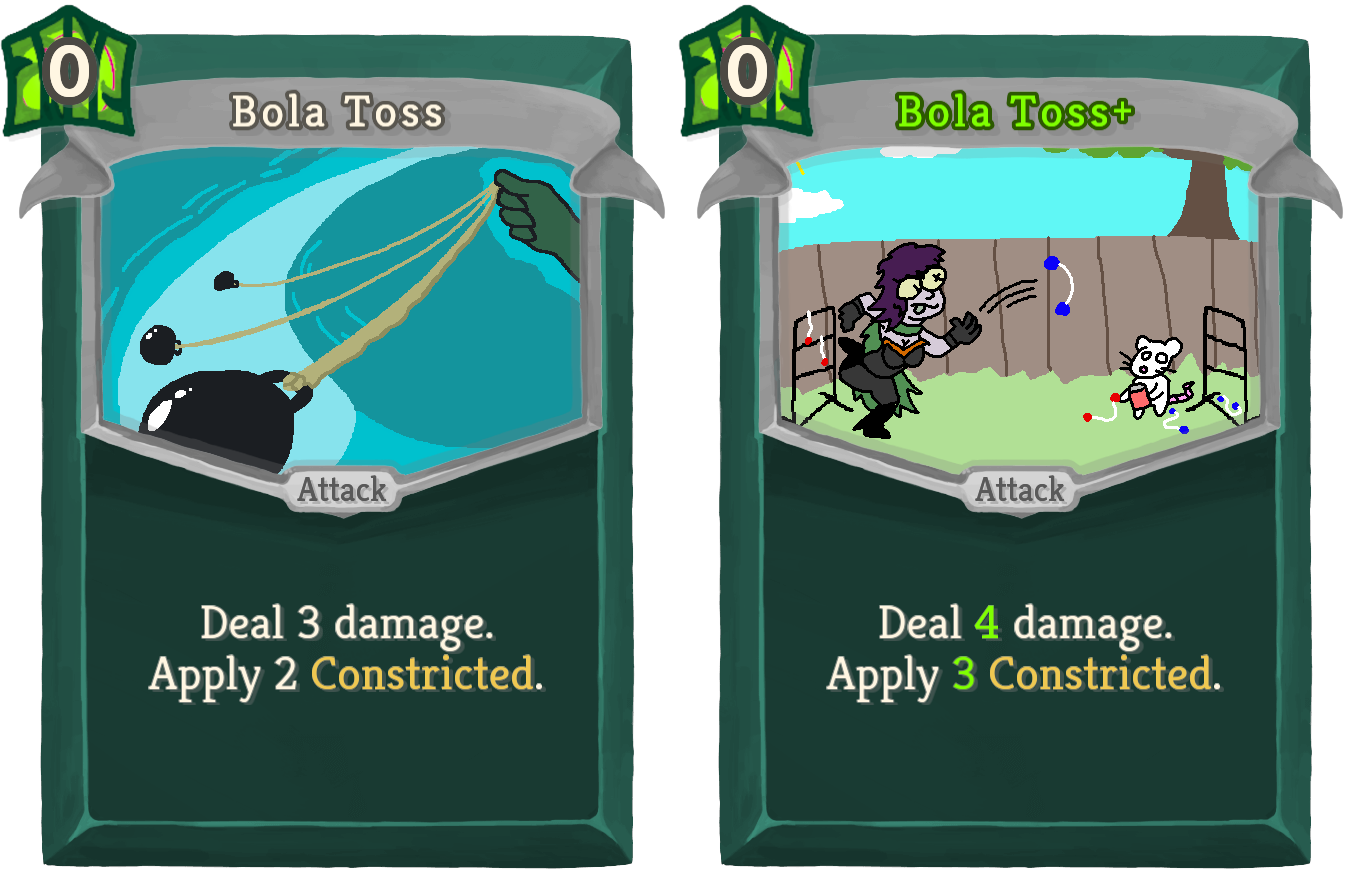 0
Bola Toss
Attack
Deal 3 damage.
Apply 2 Constricted.
0
Bola Toss+
Attack
Deal 4 damage.
Apply 3 Constricted.